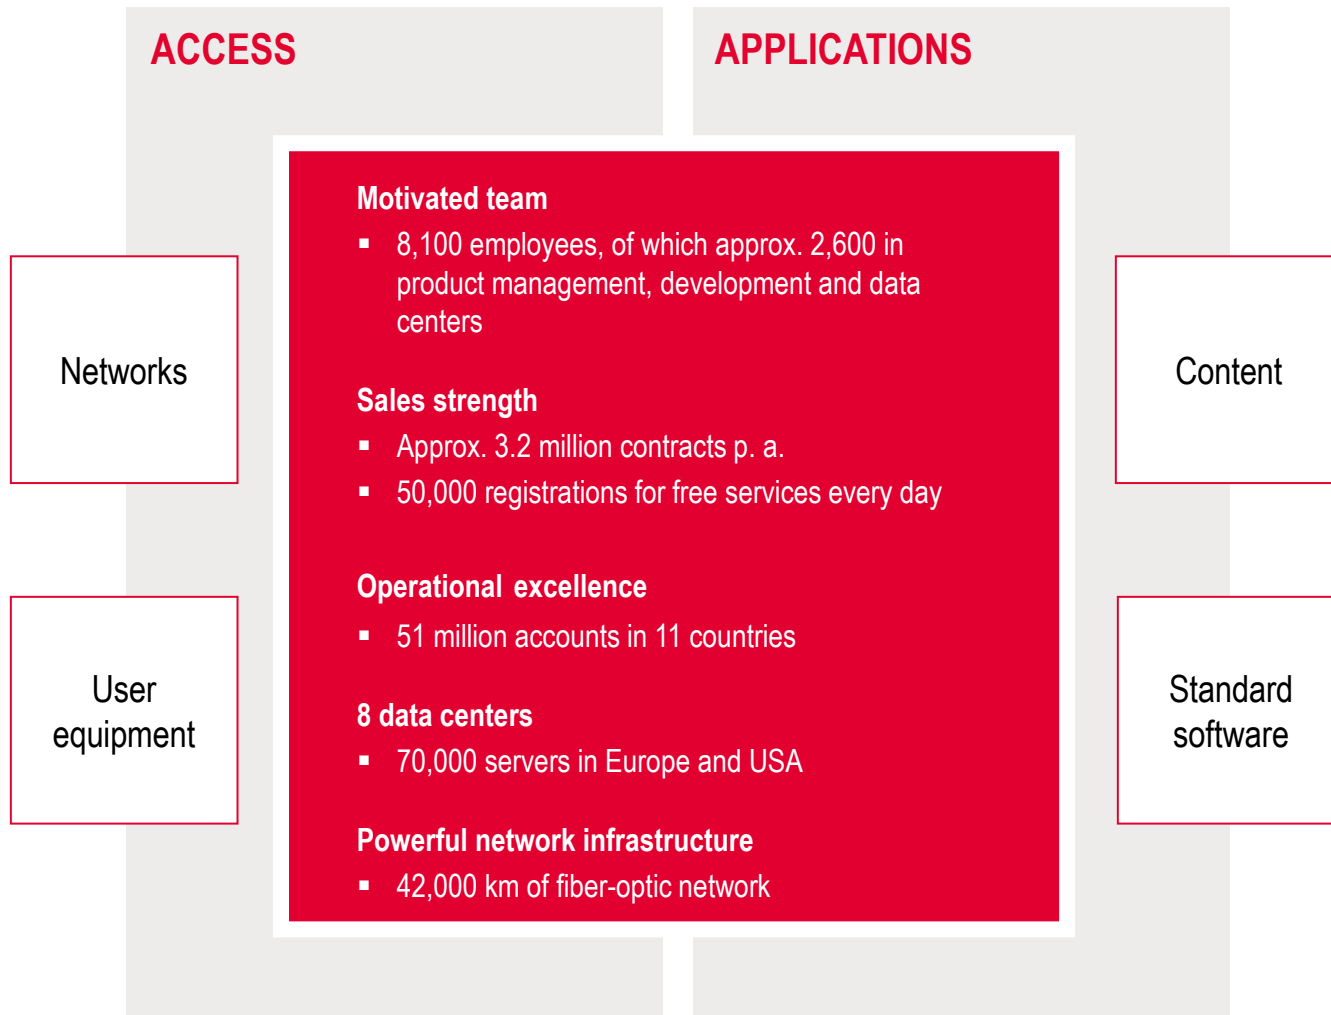 ACCESS
APPLICATIONS
Networks
User
equipment
Motivated team
▪ 8,100 employees, of which approx. 2,600 in
product management, development and data
centers
Sales strength
▪ Approx. 3.2 million contracts p. a.
▪ 50,000 registrations for free services every day
Operational excellence
▪ 51 million accounts in 11 countries
8 data centers
▪ 70,000 servers in Europe and USA
Powerful network infrastructure
▪ 42,000 km of fiber-optic network
Content
Standard
software